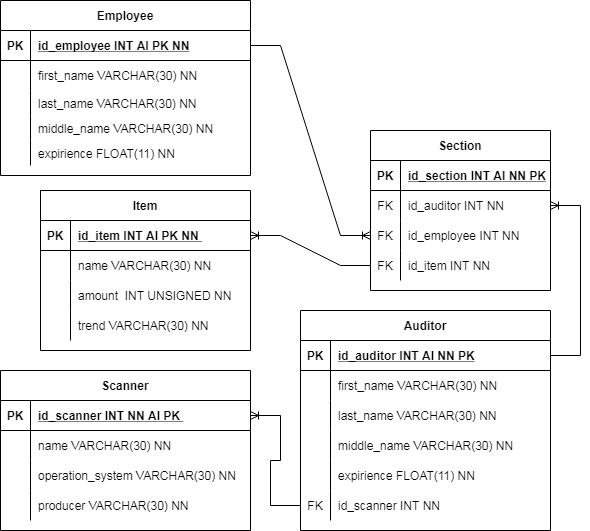 Employee
PK id_employee INT AI PK NN
first_name VARCHAR(30) NN
last_name VARCHAR(30) NN
middle_name VARCHAR(30) NN
expirience FLOAT(11) NN
Section
PK id_section INT AI NN PK
FK id_auditor INT NN
FK id_employee INT NN
FK id_item INT NN
Item
PK id_item INT AI PK NN
name VARCHAR(30) NN
amount INT UNSIGNED NN
trend VARCHAR(30) NN
Auditor
PK id_auditor INT AI NN PK
first_name VARCHAR(30) NN
last_name VARCHAR(30) NN
middle_name VARCHAR(30) NN
expirience FLOAT(11) NN
FK id_scanner INT NN
Scanner
PK id_scanner INT NN AI PK
name VARCHAR(30) NN
operation_system VARCHAR(30) NN
producer VARCHAR(30) NN